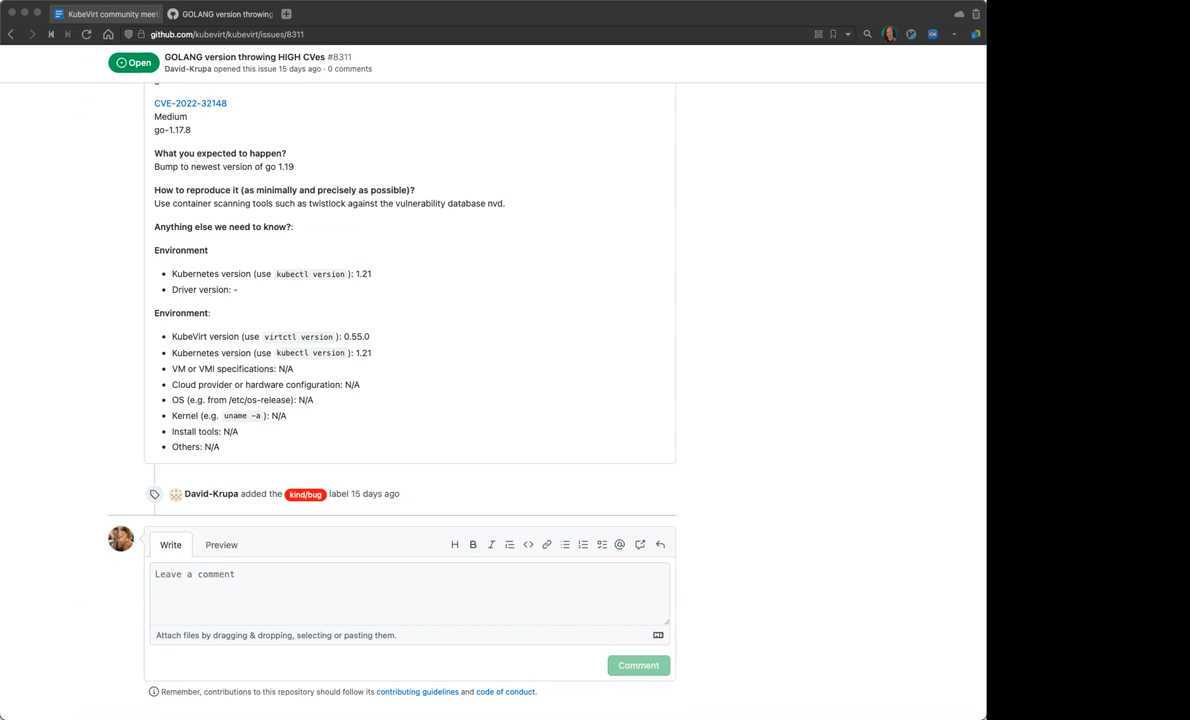 KubeVirt community meet
GOLANG version throwing
github.com/kubevirt/kubevirt/issues/8311
Open
GOLANG version throwing HIGH CVes #8311
David-Krupa opened this issue 15 days ago · 0 comments
CVE-2022-32148
Medium
go-1.17.8
What you expected to happen?
Bump to newest version of go 1.19
How to reproduce it (as minimally and precisely as possible)?
Use container scanning tools such as twistlock against the vulnerability database nvd.
Anything else we need to know?:
Environment
Kubernetes version (use kubectl version ): 1.21
Driver version: -
Environment:
KubeVirt version (use virtctl version ): 0.55.0
Kubernetes version (use kubectl version ): 1.21
VM or VMI specifications: N/A
Cloud provider or hardware configuration: N/A
OS (e.g. from /etc/os-release): N/A
Kernel (e.g. uname -a ): N/A
Install tools: N/A
Others: N/A
David-Krupa added the kind/bug label 15 days ago
Write Preview
Leave a comment
Attach files by dragging & dropping, selecting or pasting them.
Comment
Remember, contributions to this repository should follow its contributing guidelines and code of conduct.